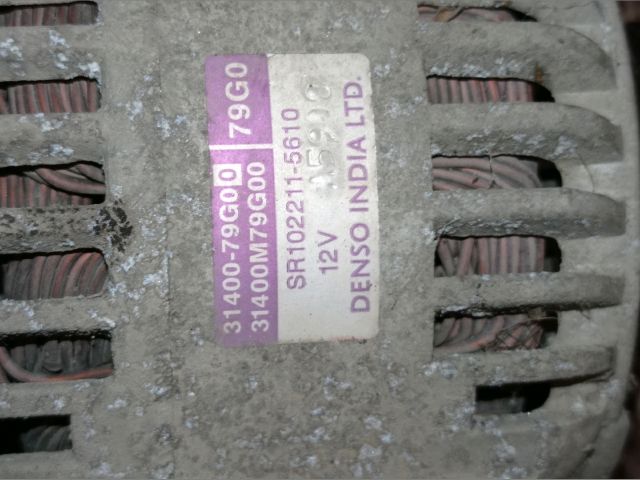 31400-79G00
79G0
31400M79G00
SR102211-5610
12V
DENSO INDIA LTD.